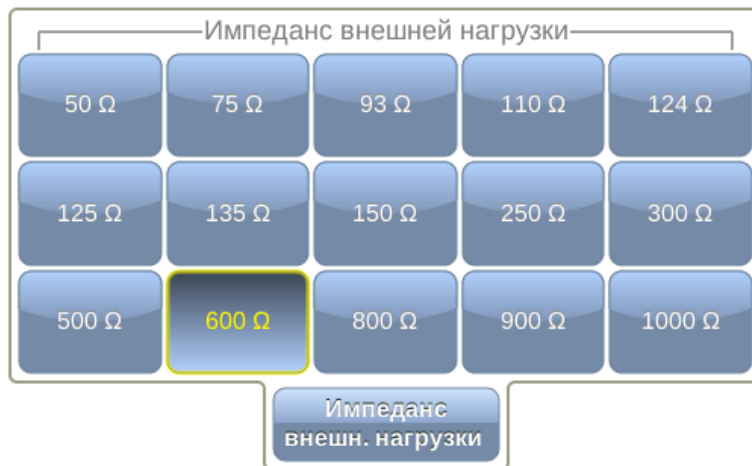 Импеданс внешней нагрузки
50 Ω 75 Ω 93 Ω 110 Ω 124 Ω
125 Ω 135 Ω 150 Ω 250 Ω 300 Ω
500 Ω 600 Ω 800 Ω 900 Ω 1000 Ω
Импеданс
внешн. нагрузки